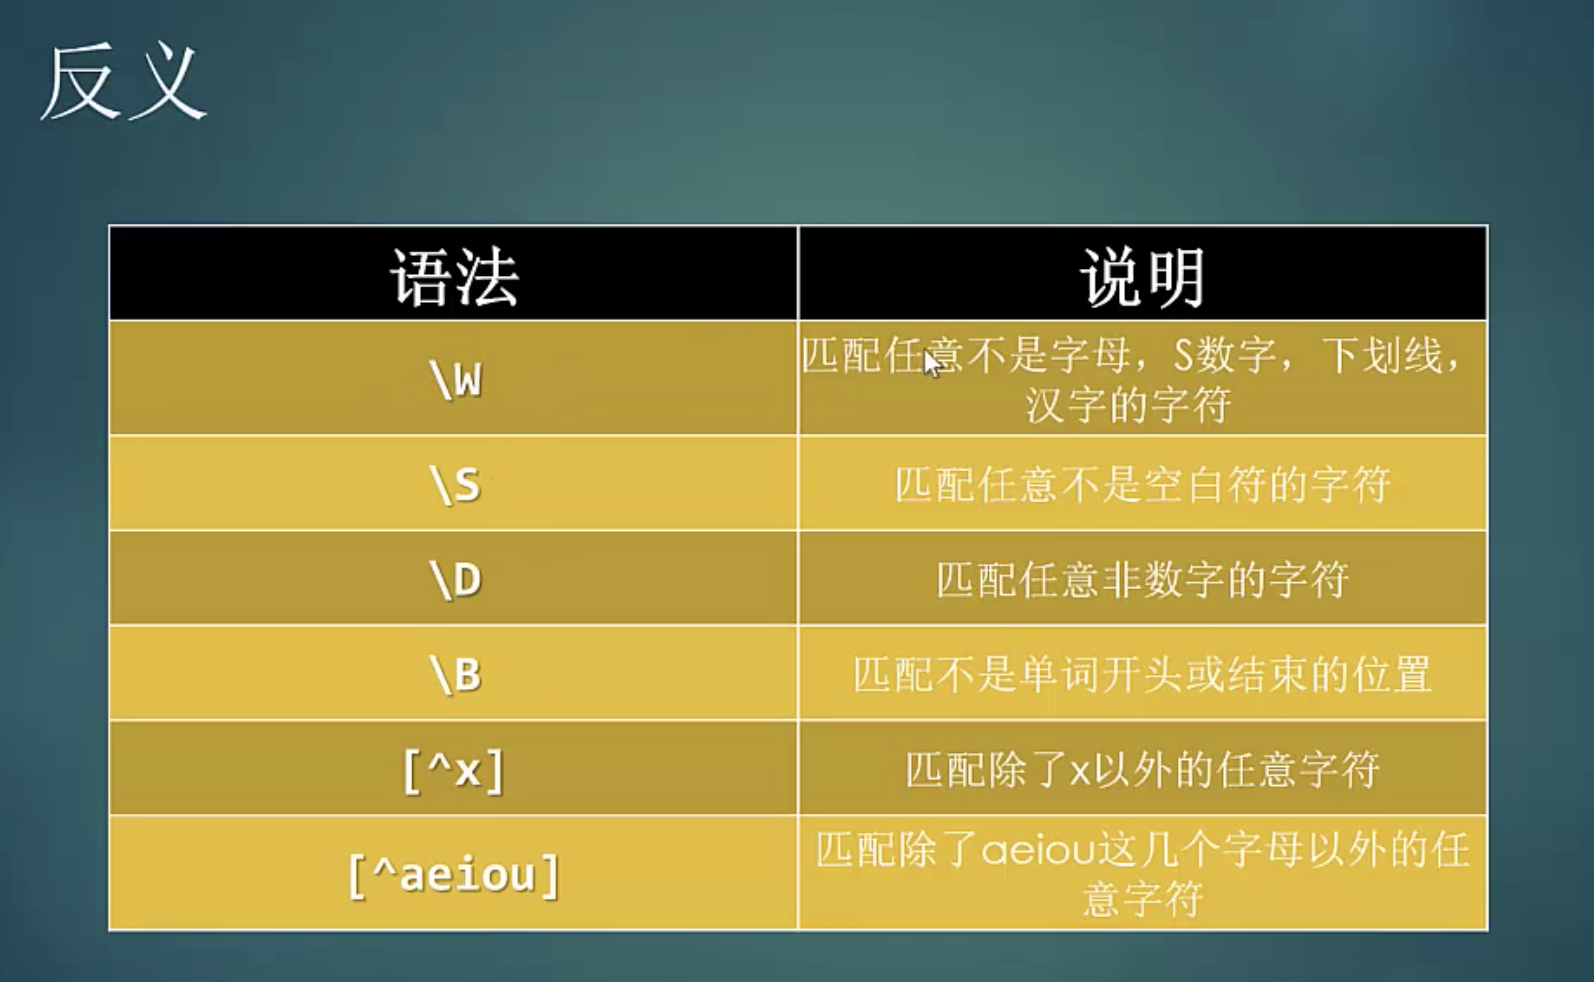 反义
语法
说明
\W
匹配任意不是字母，S数字，下划线，
汉字的字符
\S
匹配任意不是空白符的字符
\D
匹配任意非数字的字符
\B
匹配不是单词开头或结束的位置
[^x]
匹配除了x以外的任意字符
[^aeiou]
匹配除了aeiou这几个字母以外的任
意字符